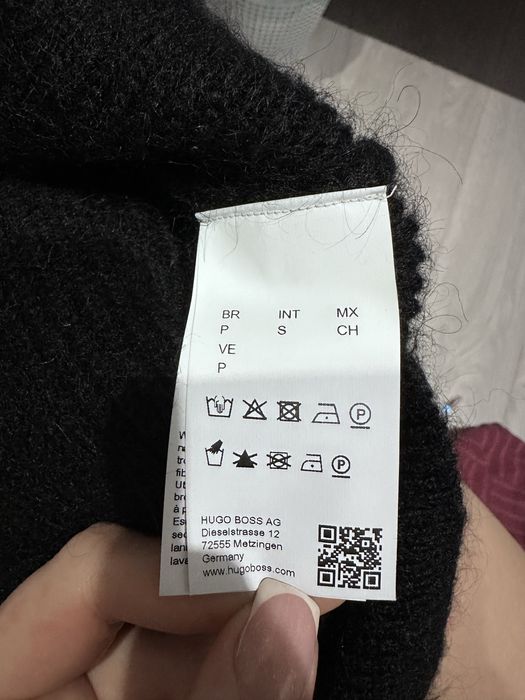 BR INT MX
P S CH
VE
P
P
P
HUGO BOSS AG
Dieselstrasse 12
72555 Metzingen
Germany
www.hugoboss.com